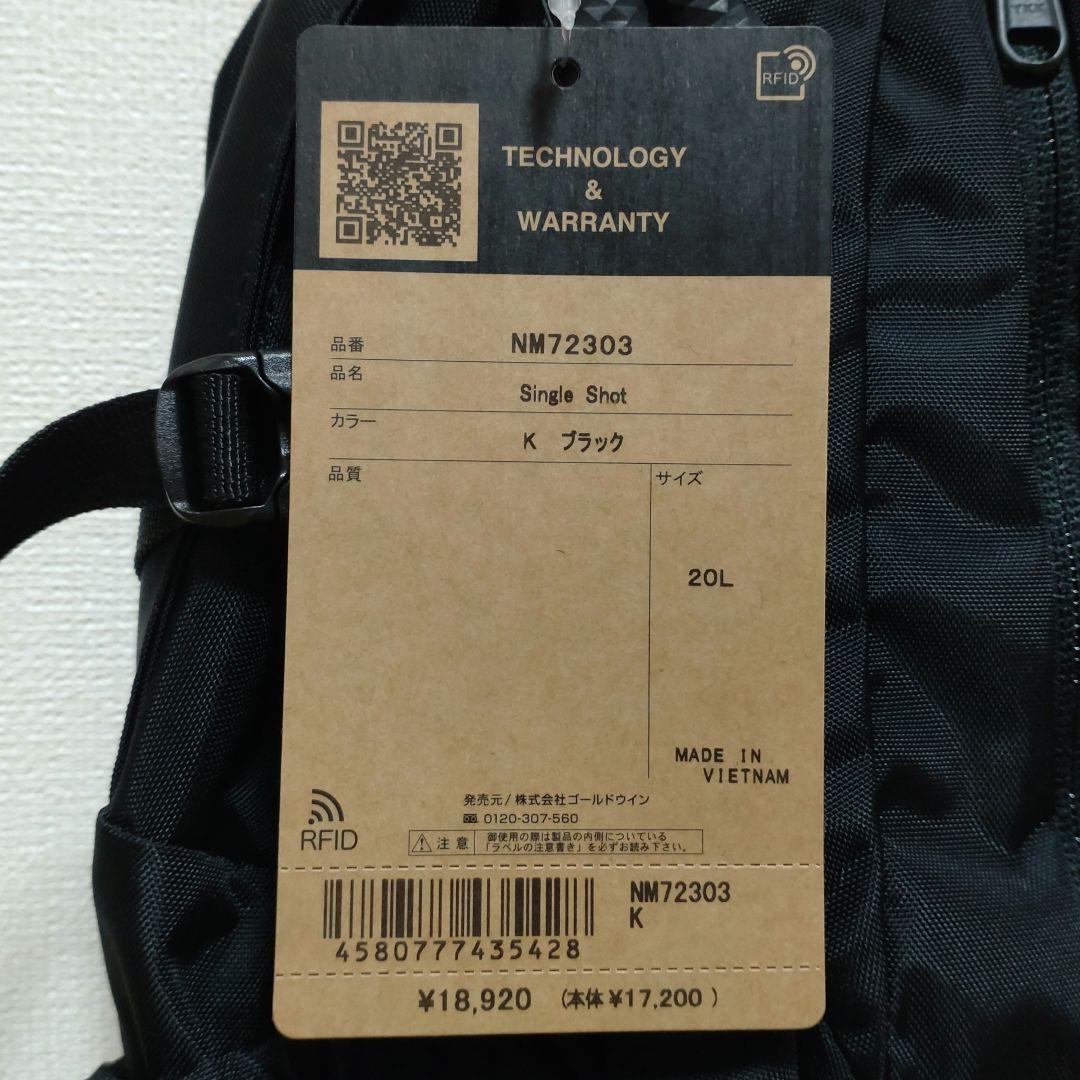 YKK
RFID
TECHNOLOGY
&
WARRANTY
品番 NM72303
品名
Single Shot
カラー
K ブラック
品質
サイズ
20L
MADE IN
VIETNAM
発売元/株式会社ゴールドウイン
0120-307-560
RFID
注意 御使用の際は製品の内側についている
「ラベルの注意書き」を必ずお読み下さい。
NM72303
K
4580777435428
¥18,920 (本体¥17,200)